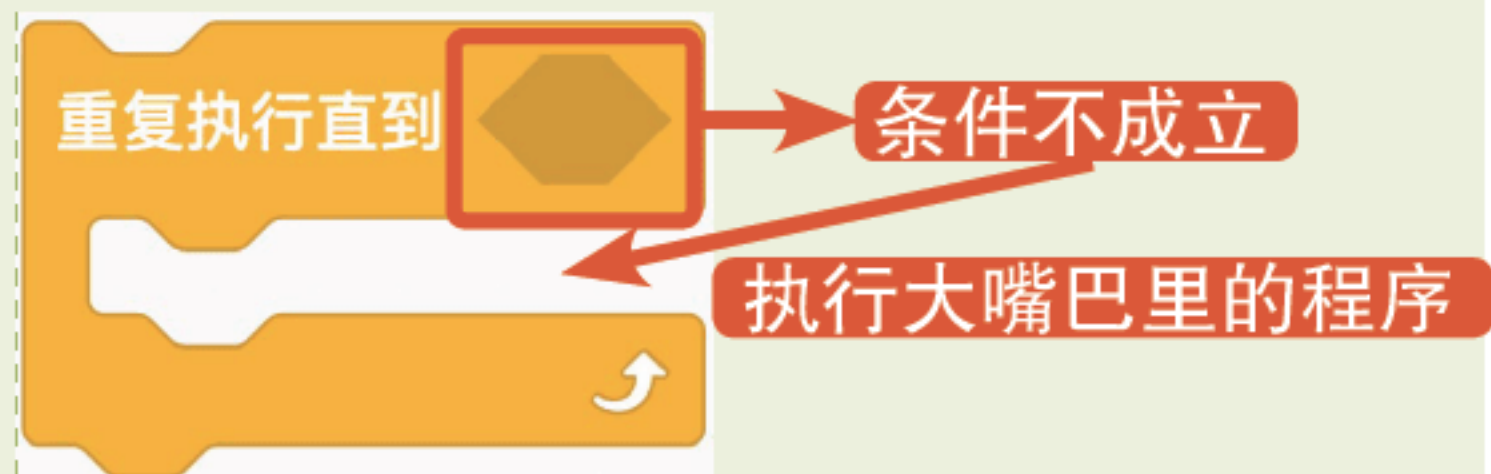 重复执行直到
条件不成立
执行大嘴巴里的程序